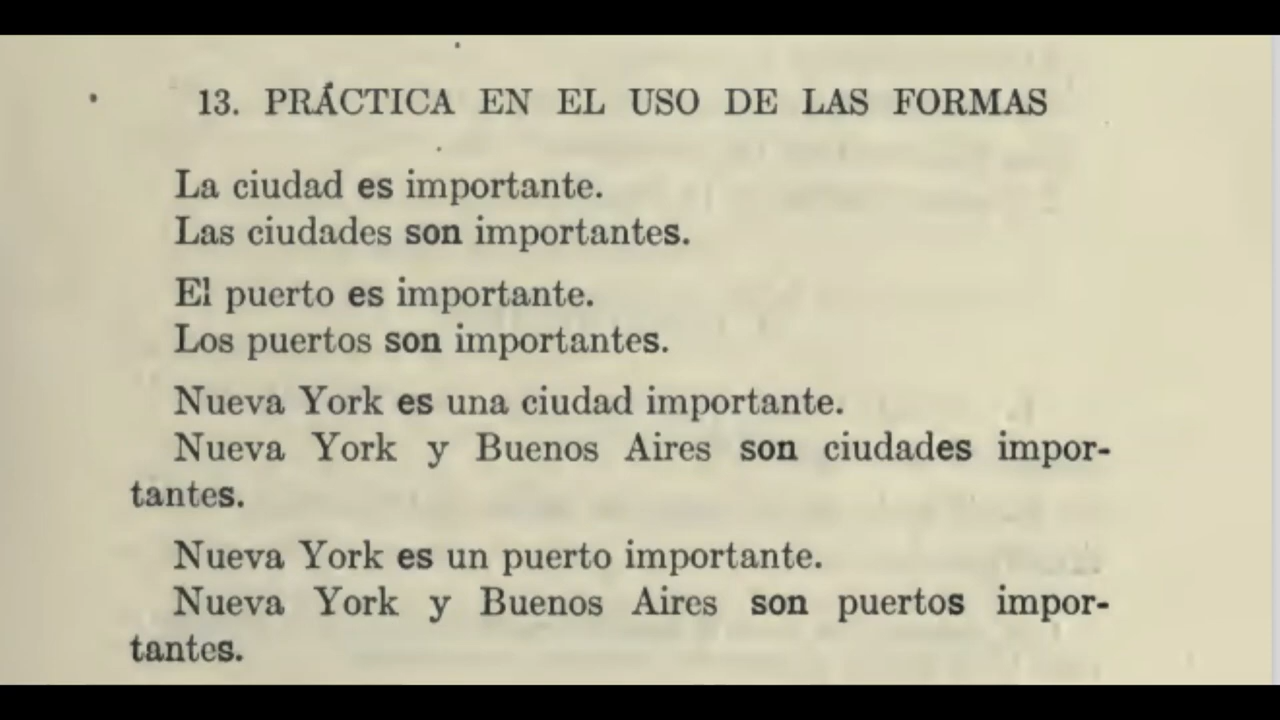 13. PRÁCTICA EN EL USO DE LAS FORMAS
La ciudad es importante.
Las ciudades son importantes.
El puerto es importante.
Los puertos son importantes.
Nueva York es una ciudad importante.
Nueva York y Buenos Aires son ciudades impor-
tantes.
Nueva York es un puerto importante.
Nueva York y Buenos Aires son puertos impor-
tantes.